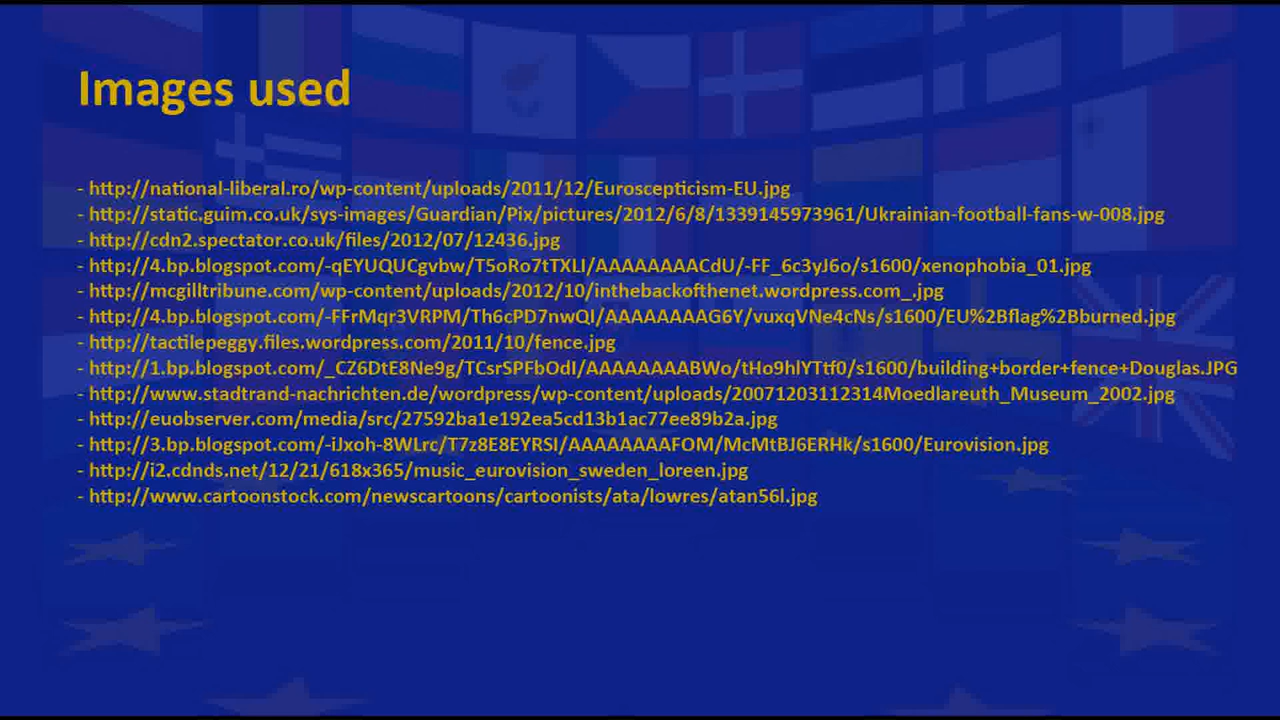 Images used
- http://national-liberal.ro/wp-content/uploads/2011/12/Euroscepticism-EU.jpg
- http://static.guim.co.uk/sys-images/Guardian/Pix/pictures/2012/6/8/1339145973961/Ukrainian-football-fans-w-008.jpg
- http://cdn2.spectator.co.uk/files/2012/07/12436.jpg
- http://4.bp.blogspot.com/-qEYUQUCgvbw/T5oRo7tTXLI/AAAAAAAACdU/-FF_6c3yJ6o/s1600/xenophobia_01.jpg
- http://mcgilltribune.com/wp-content/uploads/2012/10/inthebackofthenet.wordpress.com_.jpg
- http://4.bp.blogspot.com/-FFrMqr3VRPM/Th6cPD7nwQI/AAAAAAAAG6Y/vuxqVNe4cNs/s1600/EU%2Bflag%2Bburned.jpg
- http://tactilepeggy.files.wordpress.com/2011/10/fence.jpg
- http://1.bp.blogspot.com/_CZ6DtE8Ne9g/TCsrSPFbOdI/AAAAAAAABWo/tHo9hlYTtf0/s1600/building+border+fence+Douglas.JPG
- http://www.stadtrand-nachrichten.de/wordpress/wp-content/uploads/20071203112314Moedlareuth_Museum_2002.jpg
- http://euobserver.com/media/src/27592ba1e192ea5cd13b1ac77ee89b2a.jpg
- http://3.bp.blogspot.com/-iJxoh-8WLrc/T7z8E8EYRSI/AAAAAAAAFOM/McMtBJ6ERHk/s1600/Eurovision.jpg
- http://i2.cdnds.net/12/21/618x365/music_eurovision_sweden_loreen.jpg
- http://www.cartoonstock.com/newscartoons/cartoonists/ata/lowres/atan56l.jpg